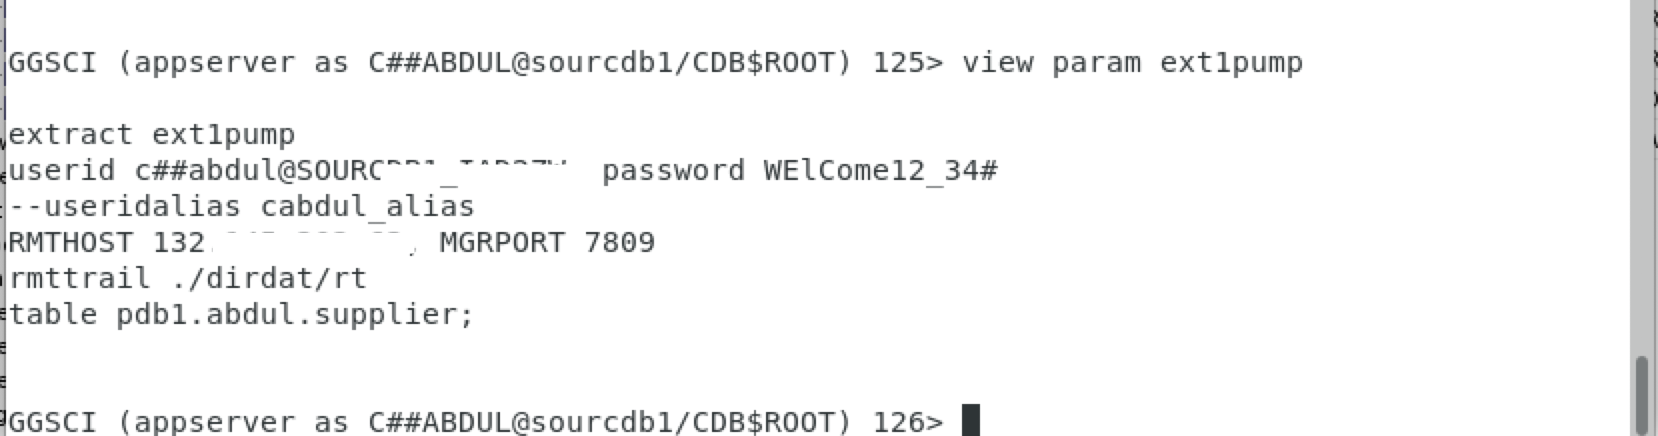 GGSCI (appserver as C##ABDUL@sourcdb1/CDB$ROOT) 125> view param ext1pump
extract ext1pump
userid c##abdul@SOURC password WElCome12_34#
--useridalias cabdul_alias
RMTHOST 132 MGRPORT 7809
rmttrail ./dirdat/rt
table pdb1.abdul.supplier;
GGSCI (appserver as C##ABDUL@sourcdb1/CDB$ROOT) 126>